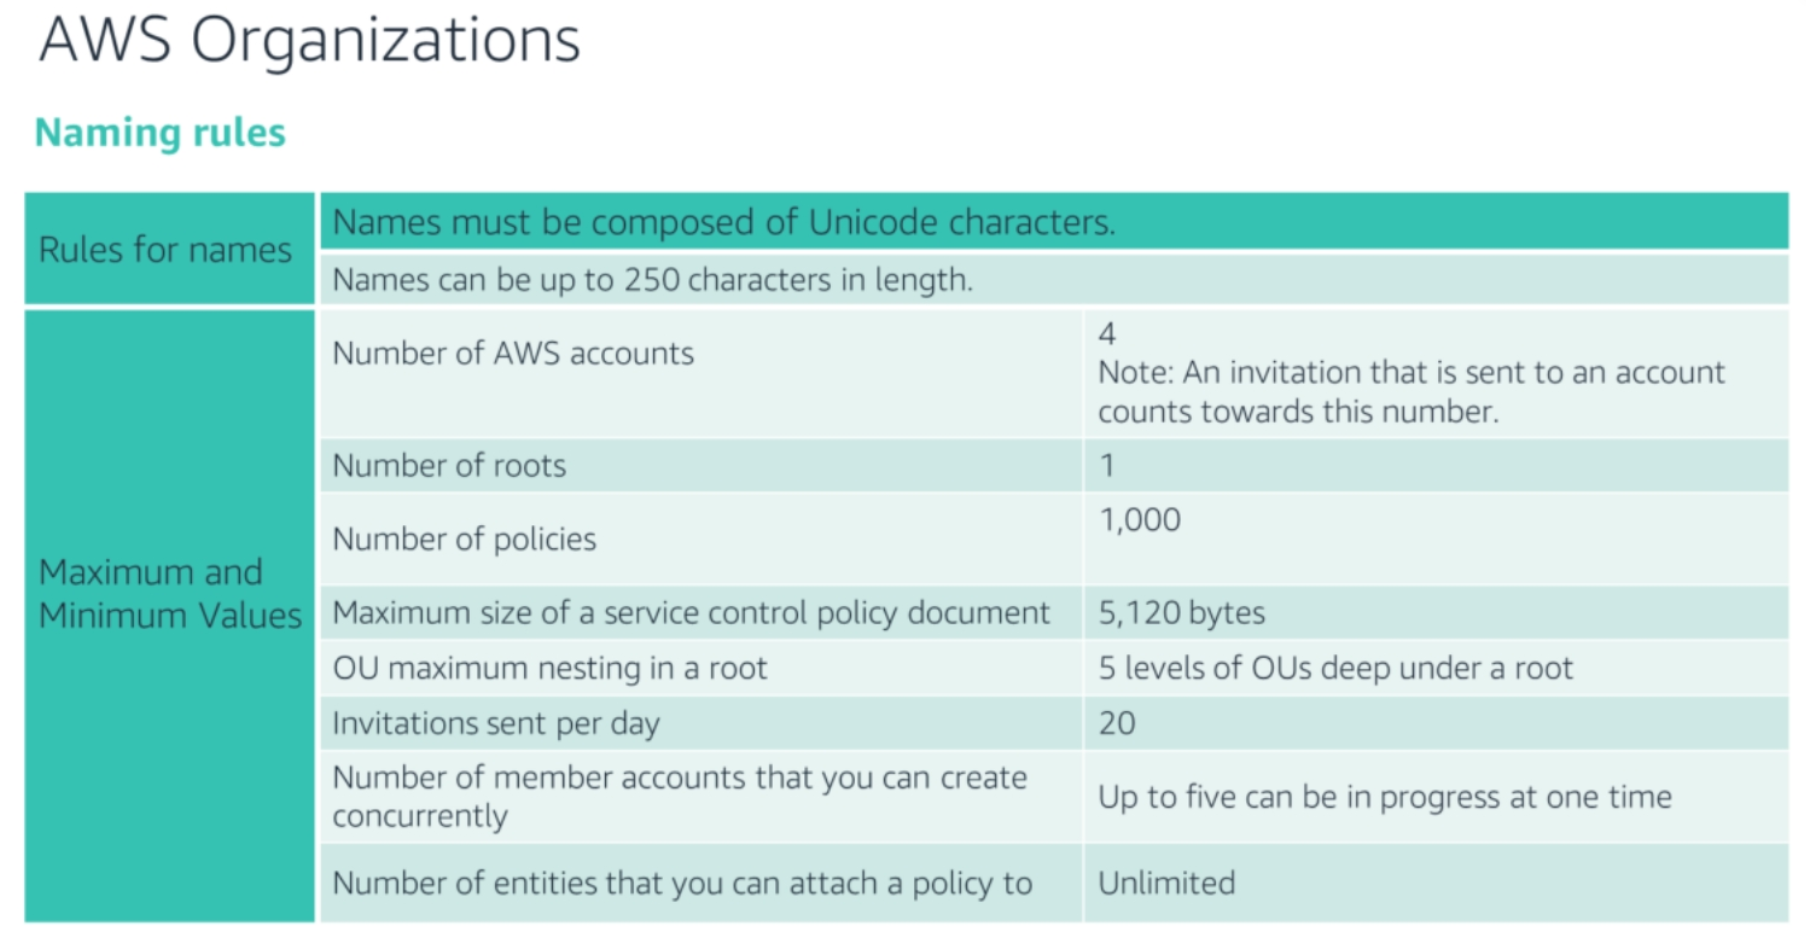 AWS Organizations
Naming rules
Rules for names
Names must be composed of Unicode characters.
Names can be up to 250 characters in length.
Maximum and
Minimum Values
Number of AWS accounts
4
Note: An invitation that is sent to an account
counts towards this number.
Number of roots
1
Number of policies
1,000
Maximum size of a service control policy document
5,120 bytes
OU maximum nesting in a root
5 levels of OUs deep under a root
Invitations sent per day
20
Number of member accounts that you can create
concurrently
Up to five can be in progress at one time
Number of entities that you can attach a policy to
Unlimited